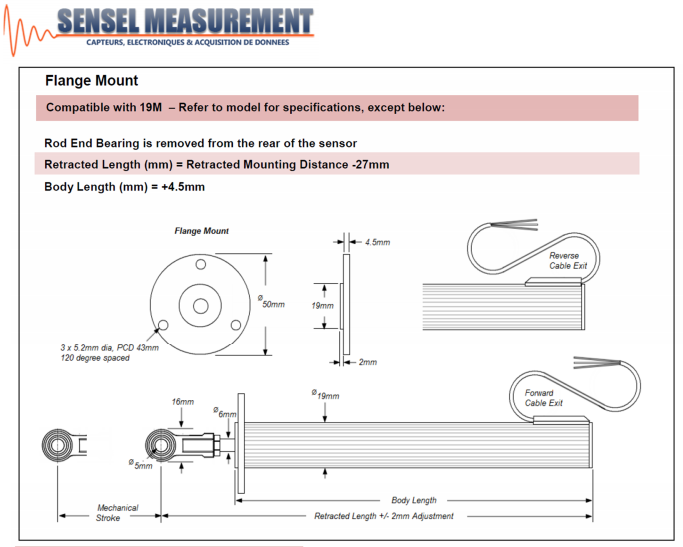 SENSEL MEASUREMENT
CAPTEURS, ELECTRONIQUES & ACQUISITION DE DONNEES
Flange Mount
Compatible with 19M – Refer to model for specifications, except below:
Rod End Bearing is removed from the rear of the sensor
Retracted Length (mm) = Retracted Mounting Distance -27mm
Body Length (mm) = +4.5mm
Flange Mount
4.5mm
Reverse
Cable Exit
Ø 50mm
19mm
3 x 5.2mm dia, PCD 43mm
120 degree spaced
2mm
Forward
Cable Exit
16mm
Ø 6mm
Ø 19mm
Ø 5mm
Body Length
Mechanical
Stroke
Retracted Length +/- 2mm Adjustment